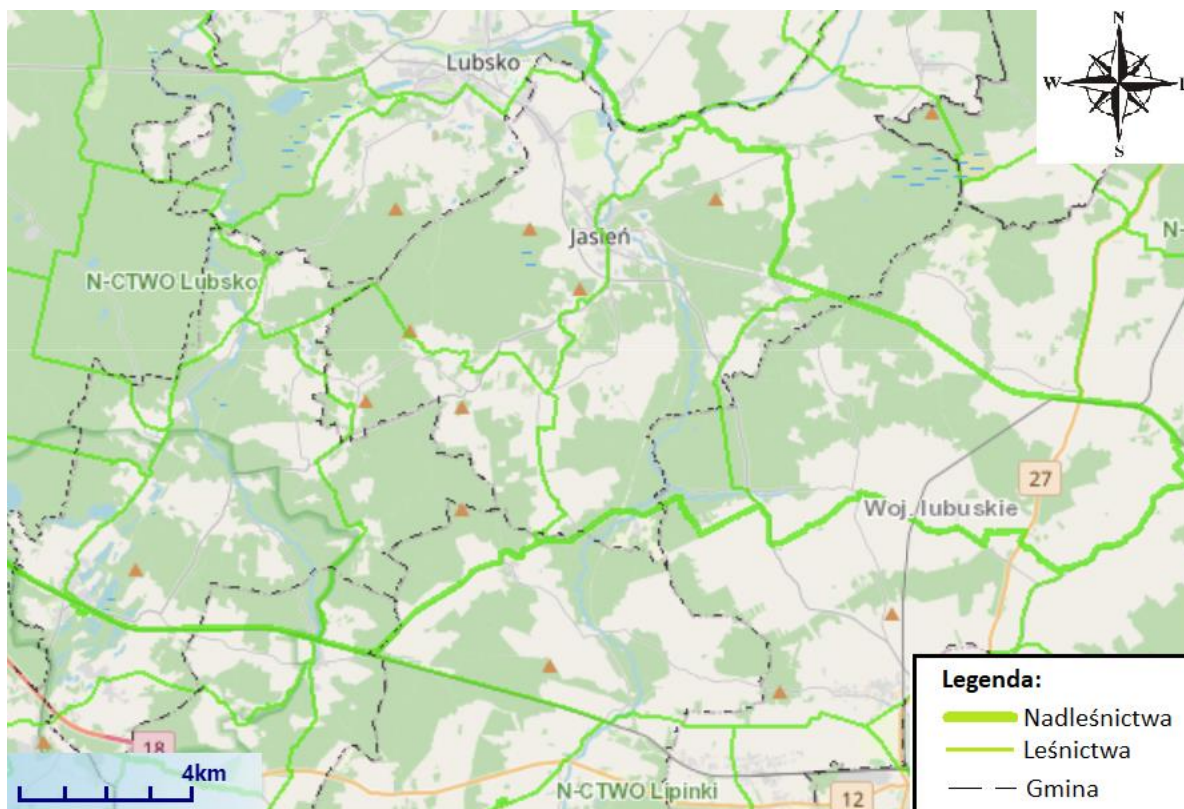 Lubsko
N
W
E
S
Jasień
N-
N-CTWO Lubsko
27
Woj. lubuskie
18
4km
N-CTWO Lipinki
12
Legenda:
Nadleśnictwa
Leśnictwa
Gmina